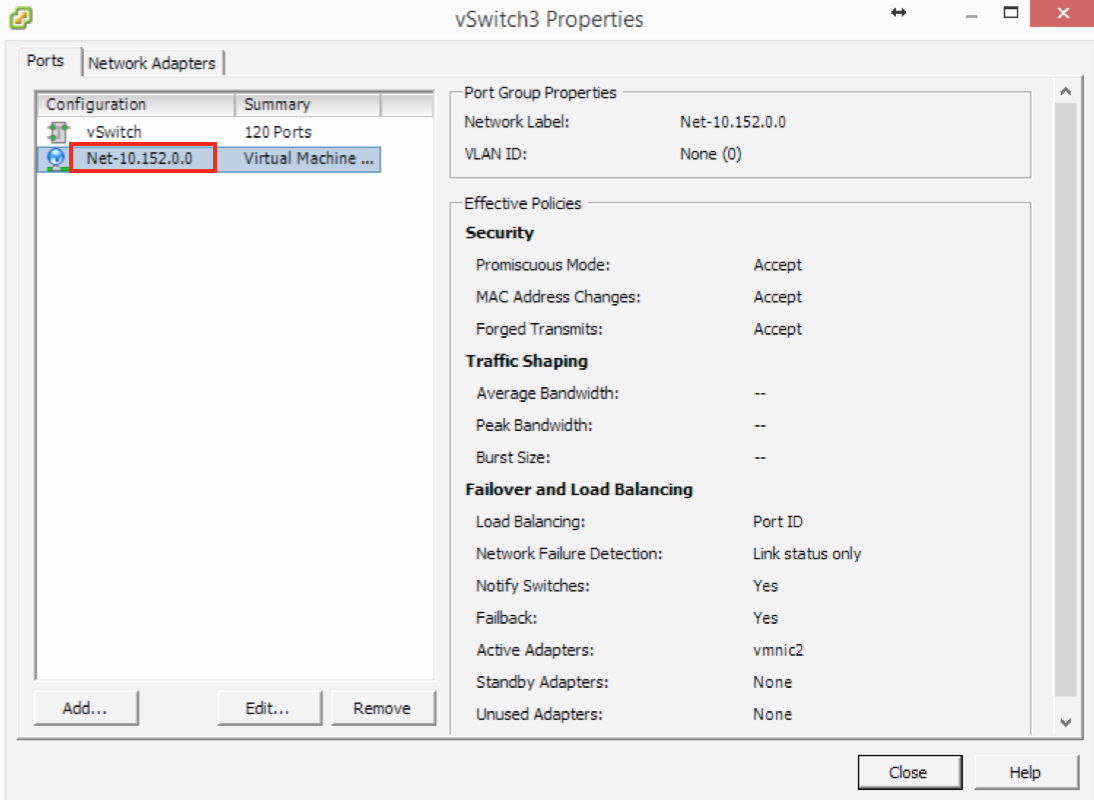 vSwitch3 Properties
Ports
Network Adapters
Configuration Summary
vSwitch 120 Ports
Net-10.152.0.0 Virtual Machine ...
Add...
Edit...
Remove
Port Group Properties
Network Label: Net-10.152.0.0
VLAN ID: None (0)
Effective Policies
Security
Promiscuous Mode: Accept
MAC Address Changes: Accept
Forged Transmits: Accept
Traffic Shaping
Average Bandwidth: --
Peak Bandwidth: --
Burst Size: --
Failover and Load Balancing
Load Balancing: Port ID
Network Failure Detection: Link status only
Notify Switches: Yes
Failback: Yes
Active Adapters: vmnic2
Standby Adapters: None
Unused Adapters: None
Close
Help